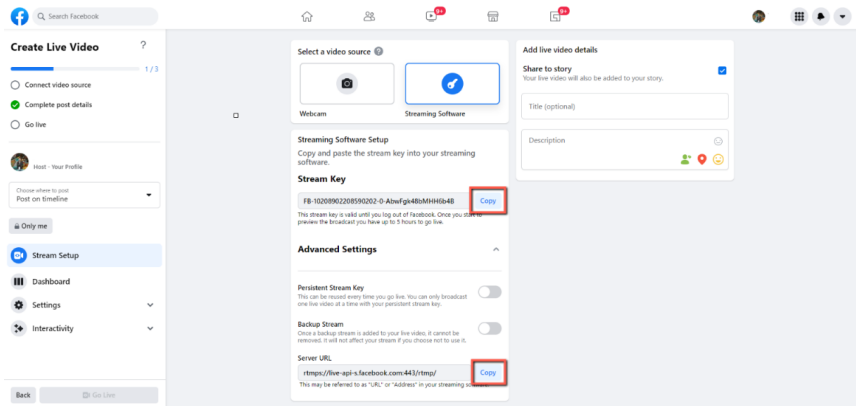 Search Facebook
9+
9+
Create Live Video
?
1 / 3
Connect video source
Complete post details
Go live
Host · Your Profile
Choose where to post
Post on timeline
Only me
Stream Setup
Dashboard
Settings
Interactivity
Back
Go Live
Select a video source
Webcam
Streaming Software
Streaming Software Setup
Copy and paste the stream key into your streaming
software.
Stream Key
FB-10208902208590202-0-AbwFgk48bMHH6b4B
Copy
This stream key is valid until you log out of Facebook. Once you start to
preview the broadcast you have up to 5 hours to go live.
Advanced Settings
Persistent Stream Key
This can be reused every time you go live. You can only broadcast
one live video at a time with your persistent stream key.
Backup Stream
Once a backup stream is added to your live video, it cannot be
removed. It will not affect your stream if you choose not to use it.
Server URL
rtmps://live-api-s.facebook.com:443/rtmp/
Copy
This may be referred to as "URL" or "Address" in your streaming software.
Add live video details
Share to story
Your live video will also be added to your story.
Title (optional)
Description